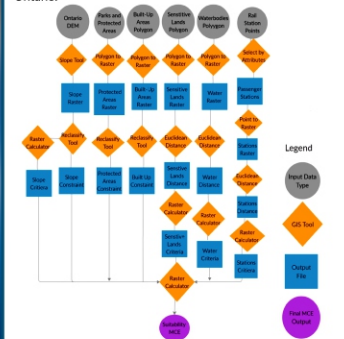 Ontario
DEM
Parks and
Protected
Areas
Built-Up
Areas
Polygon
Sensitive
Lands
Polygon
Waterbodies
Polygon
Rail
Station
Points
Slope Tool
Polygon to
Raster
Polygon to
Raster
Polygon to
Raster
Polygon to
Raster
Select by
Attributes
Slope
Raster
Protected
Areas
Raster
Built-Up
Areas
Raster
Sensitive
Lands
Raster
Water
Raster
Passenger
Stations
Point to
Raster
Stations
Raster
Raster
Calculator
Reclassify
Tool
Reclassify
Tool
Reclassify
Tool
Euclidean
Distance
Euclidean
Distance
Euclidean
Distance
Slope
Criteria
Slope
Constraint
Protected
Areas
Constraint
Built Up
Constraint
Sensitive
Lands
Distance
Water
Distance
Stations
Distance
Raster
Calculator
Raster
Calculator
Raster
Calculator
Sensitive
Lands
Criteria
Water
Criteria
Stations
Criteria
Raster
Calculator
Suitability
MCE
Legend
Input Data
Type
GIS Tool
Output
File
Final MCE
Output